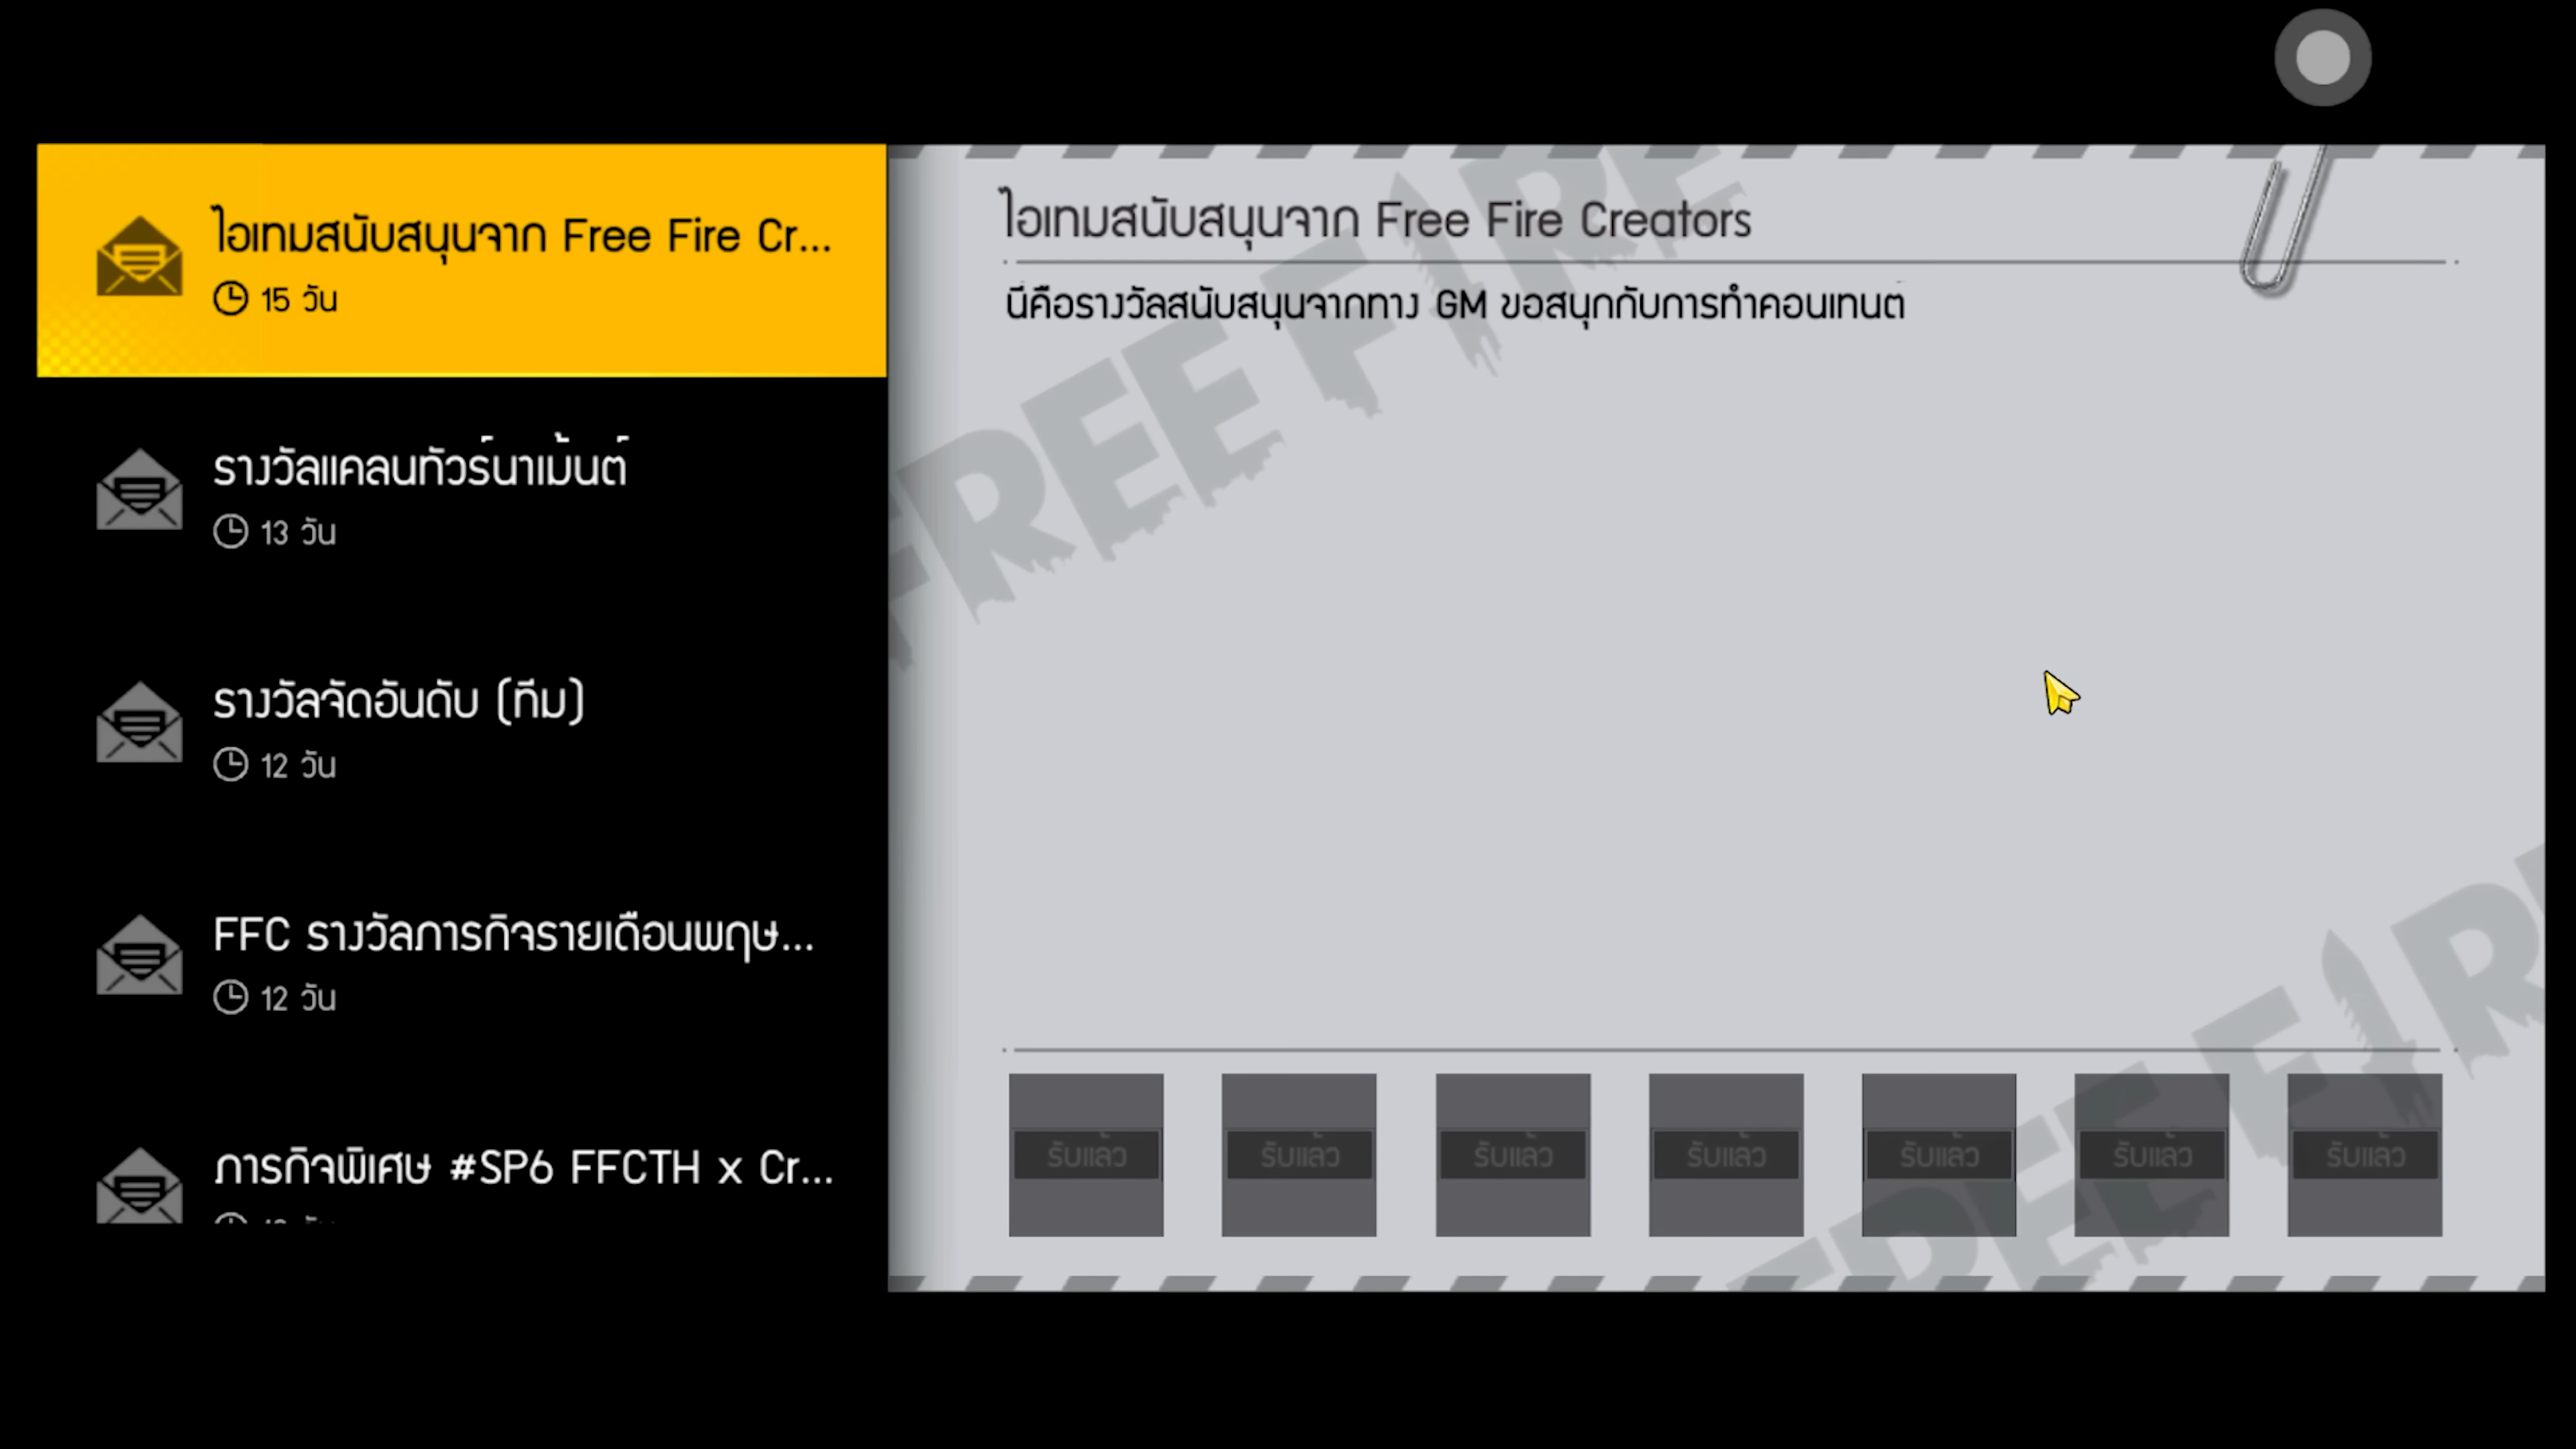 ไอเทมสนับสนุนจาก Free Fire Cr...
15 วัน
รางวัลแคลนทัวร์นาเม้นต์
13 วัน
รางวัลจัดอันดับ (ทีม)
12 วัน
FFC รางวัลภารกิจรายเดือนพฤษ...
12 วัน
ภารกิจพิเศษ #SP6 FFCTH x Cr...
ไอเทมสนับสนุนจาก Free Fire Creators
นี่คือรางวัลสนับสนุนจากทาง GM ขอสนุกกับการทำคอนเทนต์
FREE FIRE
FREE FIRE
รับแล้ว
รับแล้ว
รับแล้ว
รับแล้ว
รับแล้ว
รับแล้ว
รับแล้ว